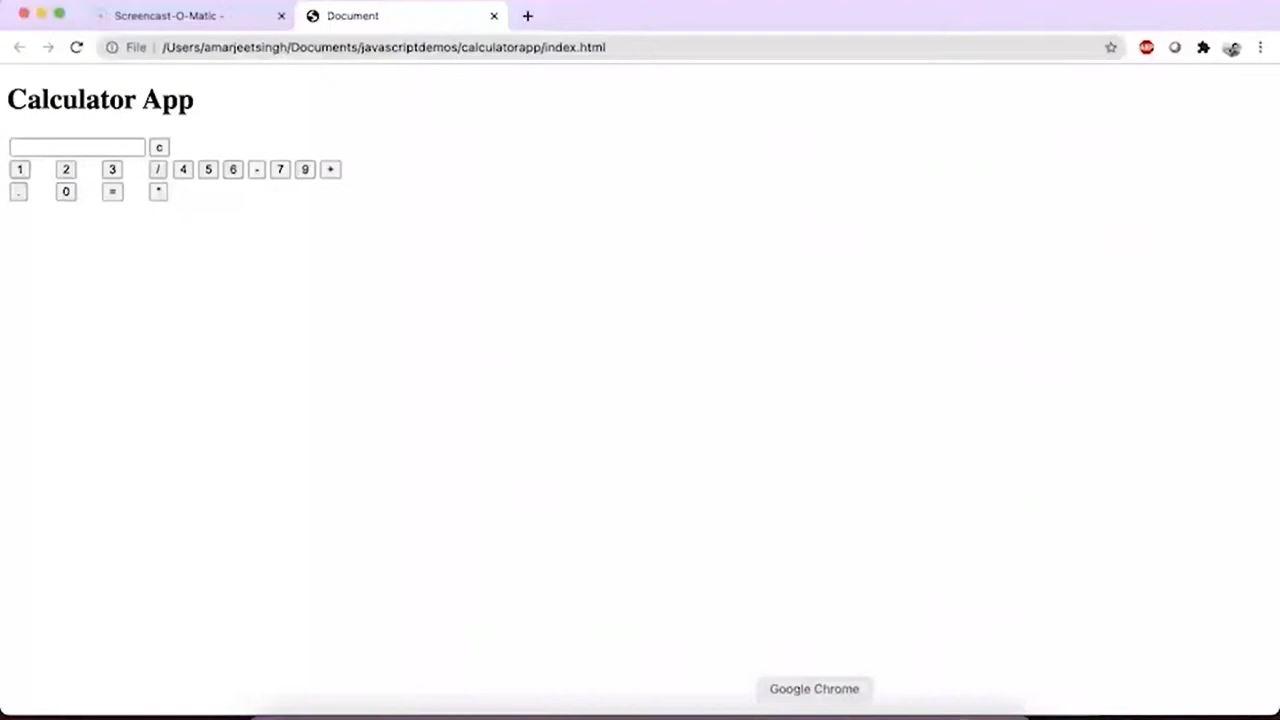 Screencast-O-Matic -
Document
File | /Users/amarjeetsingh/Documents/javascriptdemos/calculatorapp/index.html
Calculator App
c
1 2 3 / 4 5 6 - 7 9 +
. 0 = *
Google Chrome